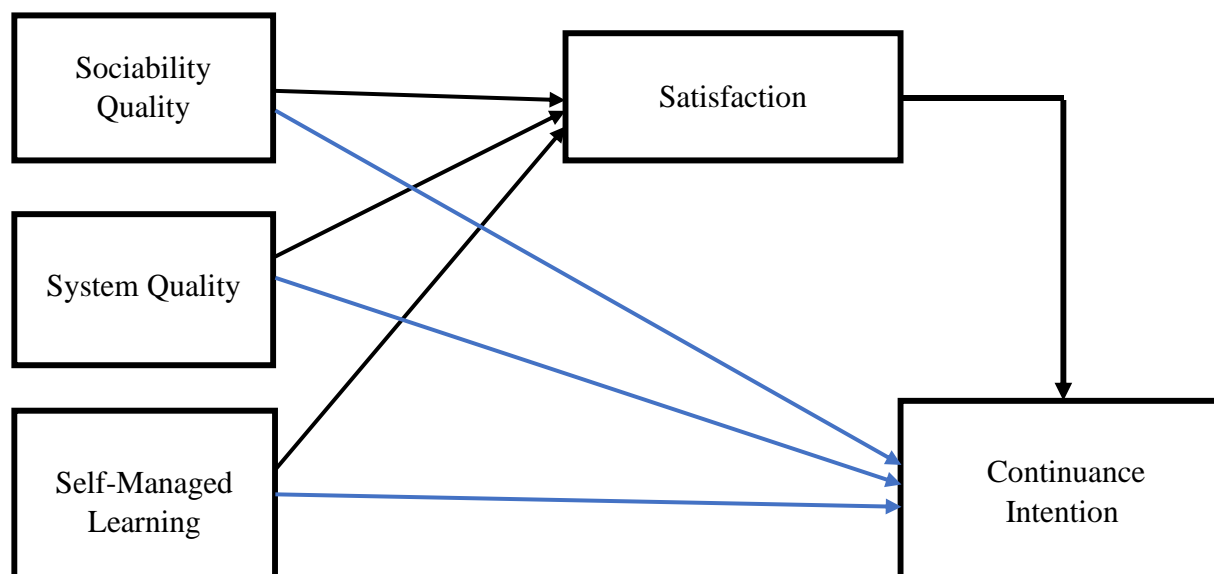 Sociability
Quality
Satisfaction
System Quality
Self-Managed
Learning
Continuance
Intention